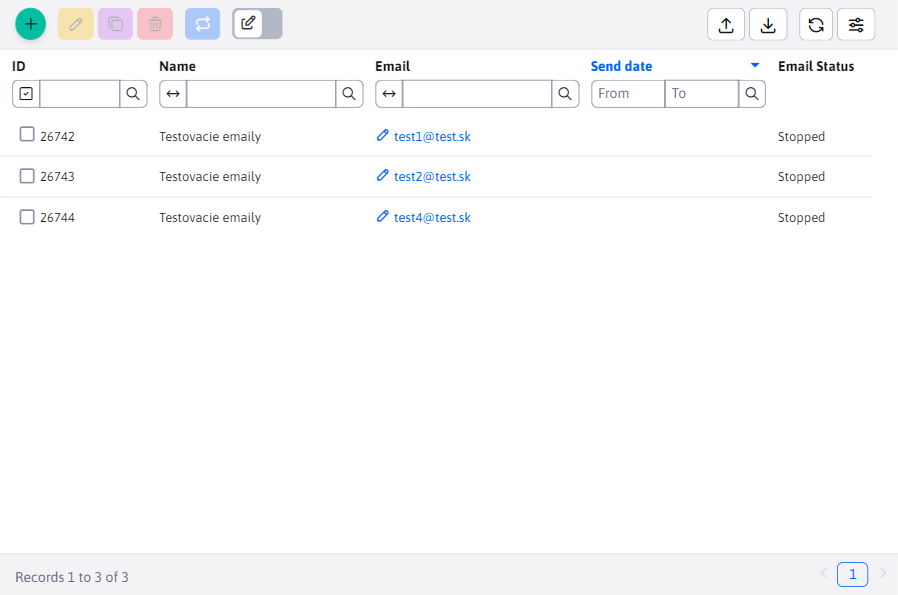 ID Name Email Send date Email Status
From To
26742 Testovacie emaily test1@test.sk Stopped
26743 Testovacie emaily test2@test.sk Stopped
26744 Testovacie emaily test4@test.sk Stopped
Records 1 to 3 of 3 1